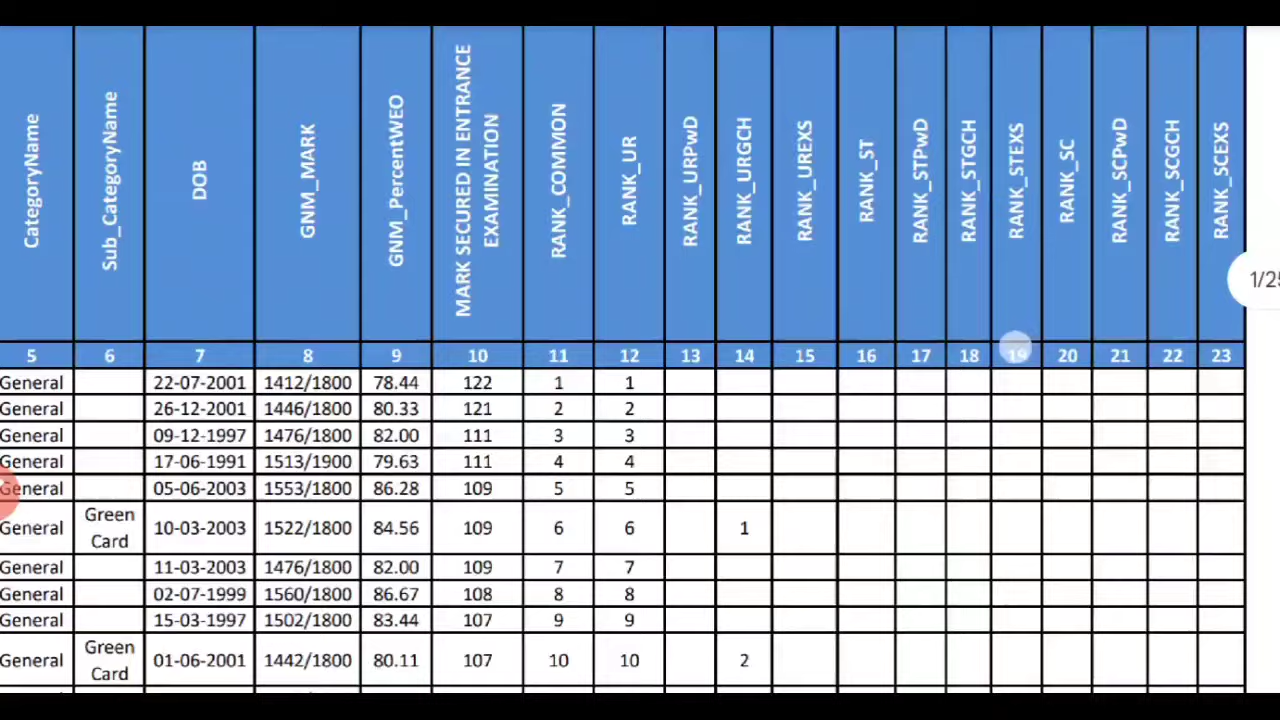 CategoryName Sub_CategoryName DOB GNM_MARK GNM_PercentWEO MARK SECURED IN ENTRANCE EXAMINATION RANK_COMMON RANK_UR RANK_URPwD RANK_URGCH RANK_UREXS RANK_ST RANK_STPwD RANK_STGCH RANK_STEXS RANK_SC RANK_SCPwD RANK_SCGCH RANK_SCEXS
1/25
5 6 7 8 9 10 11 12 13 14 15 16 17 18 19 20 21 22 23
General 22-07-2001 1412/1800 78.44 122 1 1
General 26-12-2001 1446/1800 80.33 121 2 2
General 09-12-1997 1476/1800 82.00 111 3 3
General 17-06-1991 1513/1900 79.63 111 4 4
General 05-06-2003 1553/1800 86.28 109 5 5
General Green Card 10-03-2003 1522/1800 84.56 109 6 6 1
General 11-03-2003 1476/1800 82.00 109 7 7
General 02-07-1999 1560/1800 86.67 108 8 8
General 15-03-1997 1502/1800 83.44 107 9 9
General Green Card 01-06-2001 1442/1800 80.11 107 10 10 2